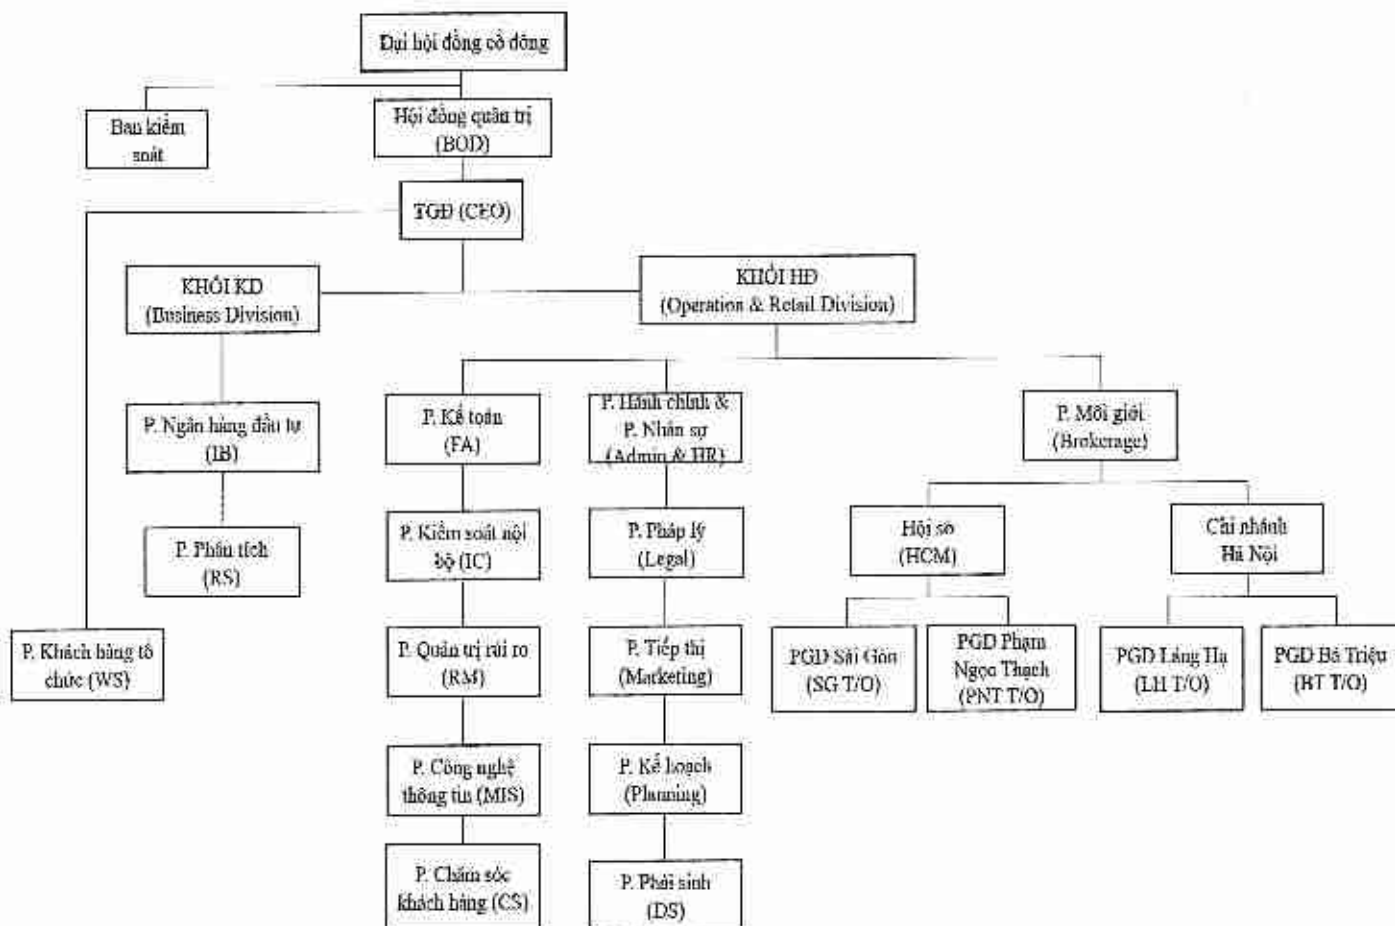 Đại hội đồng cổ đông
Ban kiểm
soát
Hội đồng quản trị
(BOD)
TGĐ (CEO)
KHỐI KD
(Business Division)
KHỐI HĐ
(Operation & Retail Division)
P. Ngân hàng đầu tư
(IB)
P. Phân tích
(RS)
P. Khách hàng tổ
chức (WS)
P. Kế toán
(FA)
P. Kiểm soát nội
bộ (IC)
P. Quản trị rủi ro
(RM)
P. Công nghệ
thông tin (MIS)
P. Chăm sóc
khách hàng (CS)
P. Hành chính &
P. Nhân sự
(Admin & HR)
P. Pháp lý
(Legal)
P. Tiếp thị
(Marketing)
P. Kế hoạch
(Planning)
P. Phái sinh
(DS)
P. Môi giới
(Brokerage)
Hội sở
(HCM)
PGD Sài Gòn
(SG T/O)
PGD Phạm
Ngọc Thạch
(PNT T/O)
Chi nhánh
Hà Nội
PGD Láng Hạ
(LH T/O)
PGD Bà Triệu
(BT T/O)